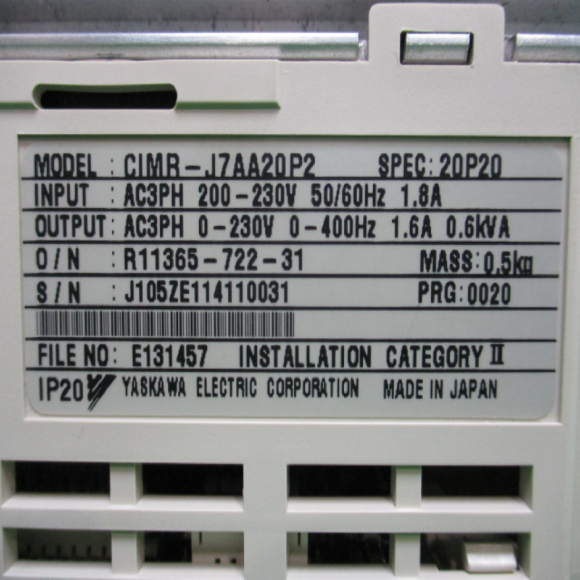 MODEL : CIMR-J7AA20P2 SPEC: 20P20
INPUT : AC3PH 200-230V 50/60Hz 1.8A
OUTPUT: AC3PH 0-230V 0-400Hz 1.6A 0.6kVA
O/N : R11365-722-31 MASS: 0.5kg
S/N : J105ZE114110031 PRG: 0020
FILE NO: E131457 INSTALLATION CATEGORY II
IP20 YASKAWA ELECTRIC CORPORATION MADE IN JAPAN